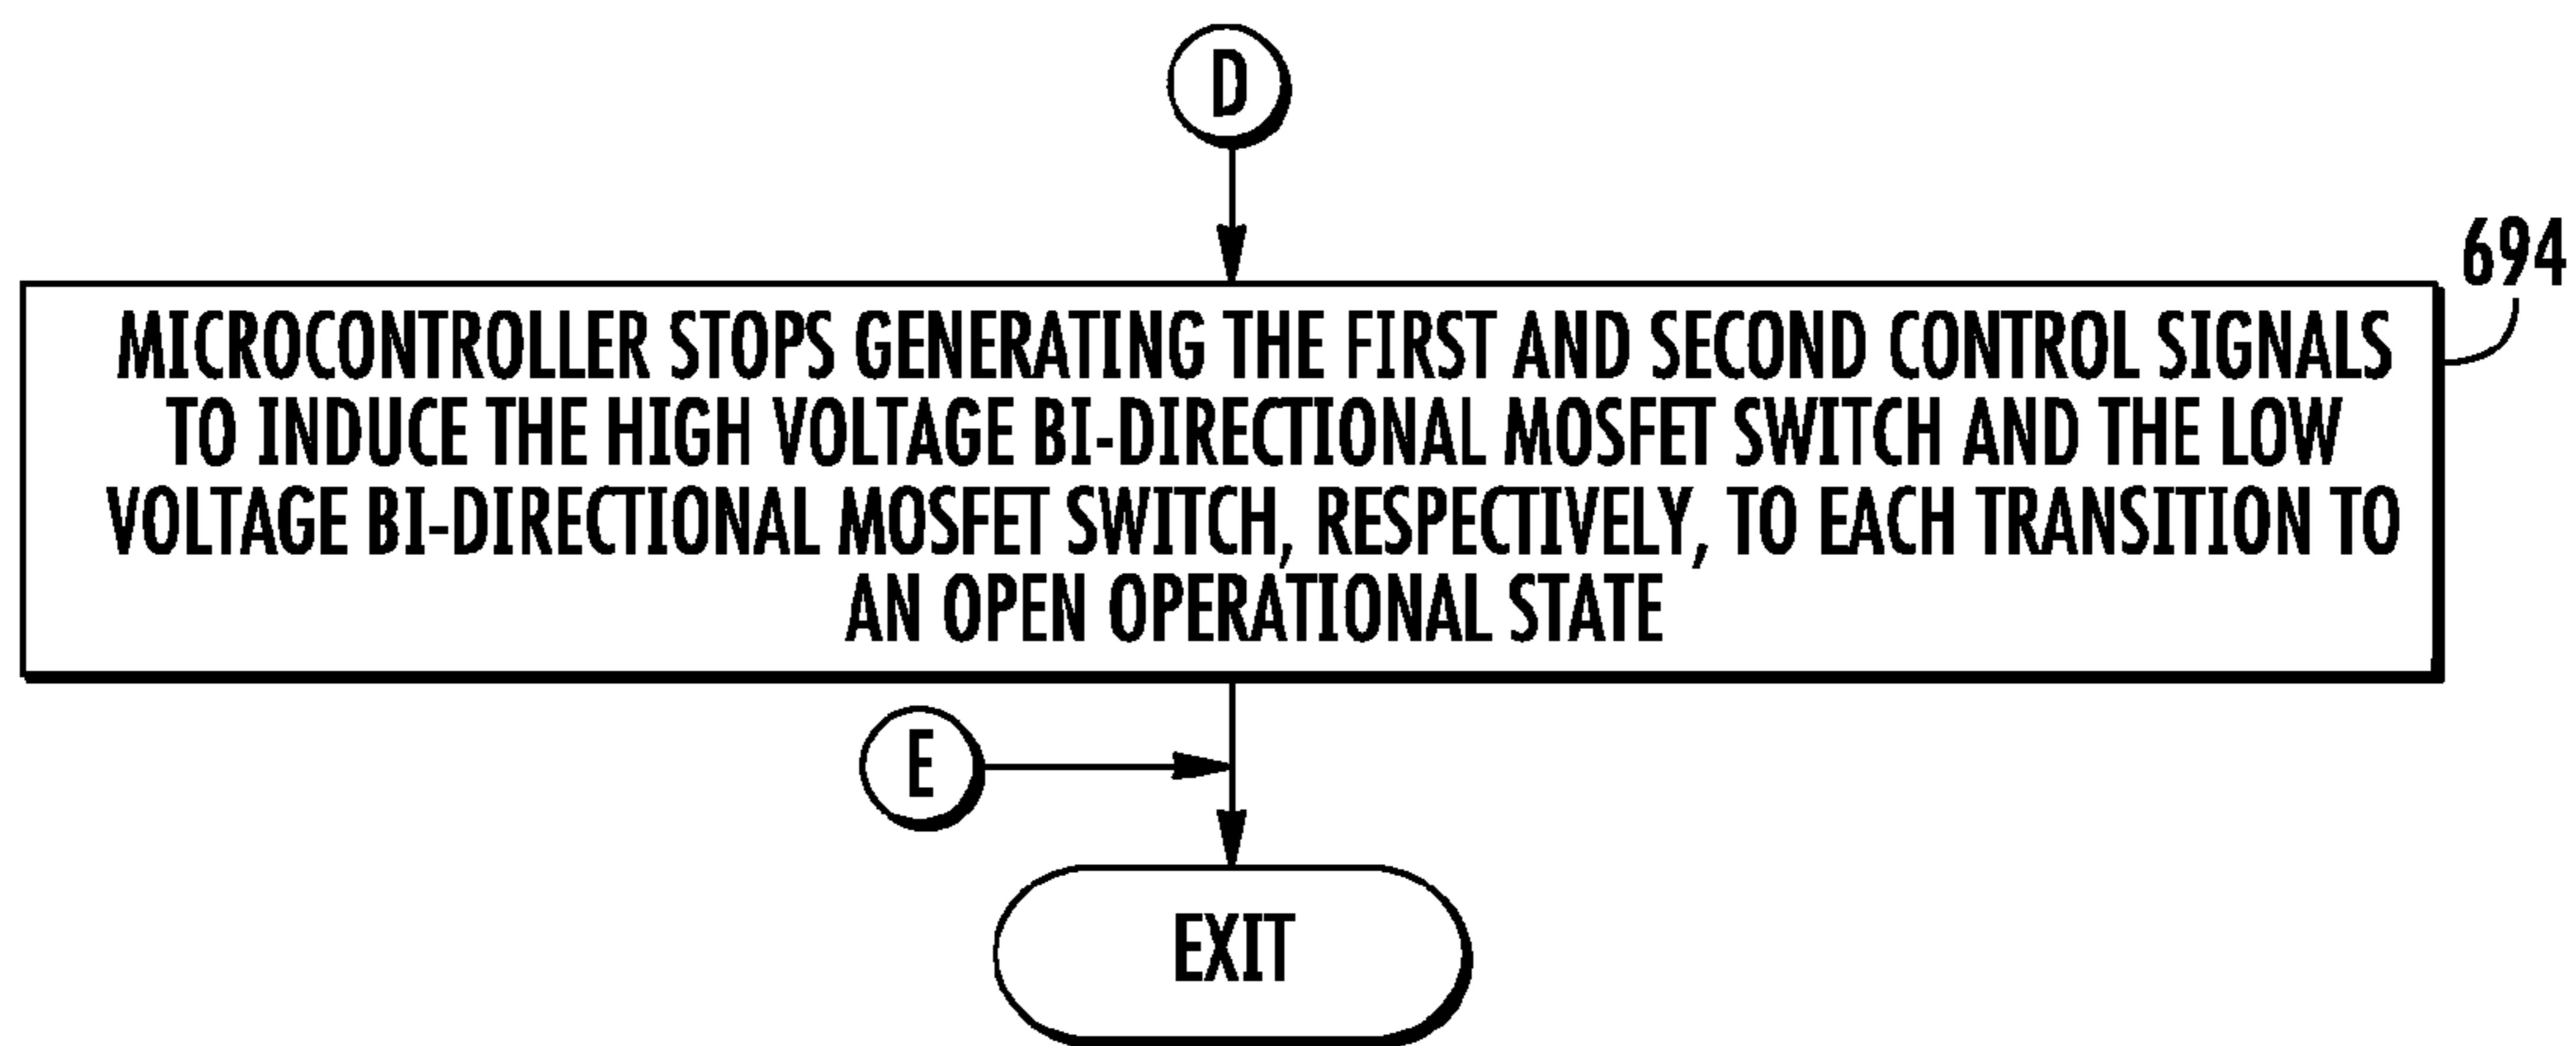 D
694
MICROCONTROLLER STOPS GENERATING THE FIRST AND SECOND CONTROL SIGNALS
TO INDUCE THE HIGH VOLTAGE BI-DIRECTIONAL MOSFET SWITCH AND THE LOW
VOLTAGE BI-DIRECTIONAL MOSFET SWITCH, RESPECTIVELY, TO EACH TRANSITION TO
AN OPEN OPERATIONAL STATE
E
EXIT